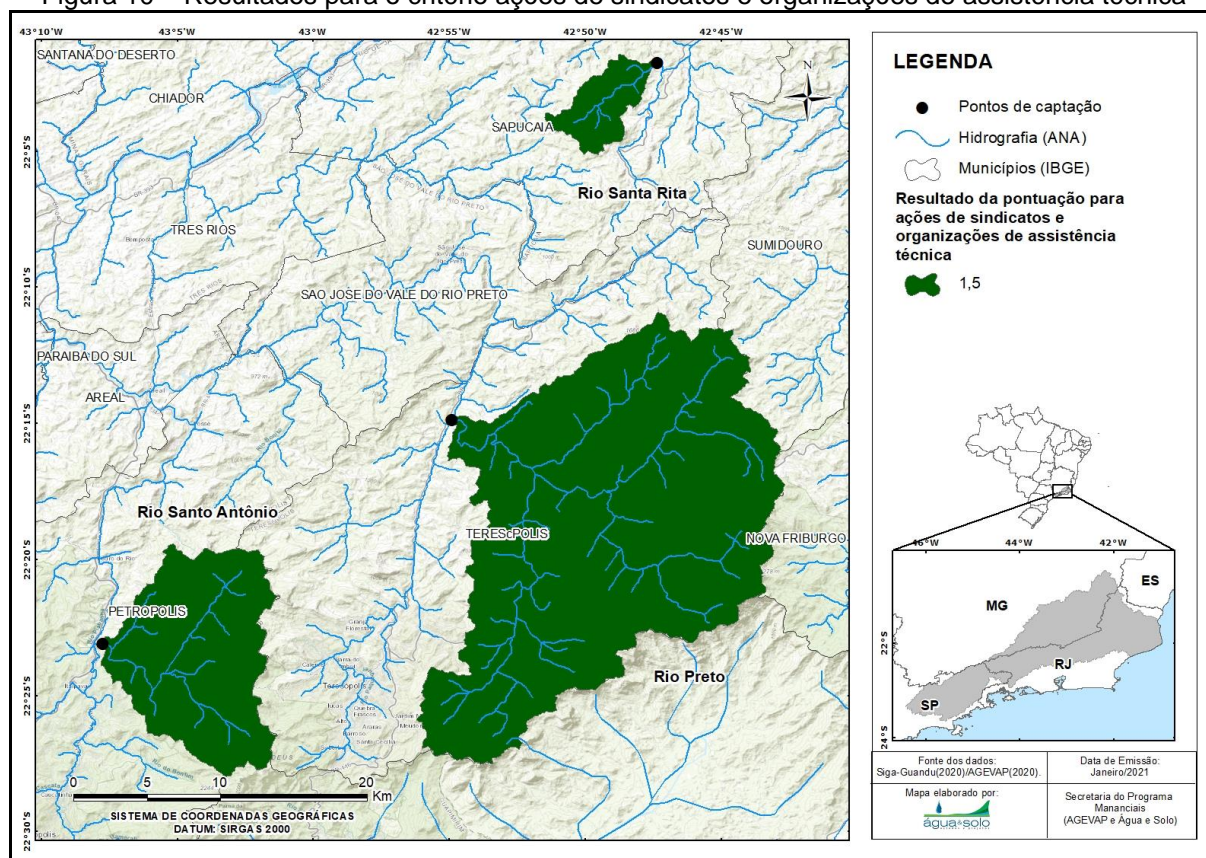 Figura 10 – Resultados para o critério ações de sindicatos e organizações de assistência técnica
43°10'W
43°5'W
43°0'W
42°55'W
42°50'W
42°45'W
SANTANA DO DESERTO
CHIADOR
N
SAPUCAIA
22°5'S
Rio Santa Rita
TRES RIOS
SUMIDOURO
22°10'S
SAO JOSE DO VALE DO RIO PRETO
PARAIBA DO SUL
AREAL
22°15'S
Rio Santo Antônio
TEREScPOLIS
NOVA FRIBURGO
22°20'S
PETROPOLIS
Rio Preto
22°25'S
0 5 10 20
Km
SISTEMA DE COORDENADAS GEOGRÁFICAS
DATUM: SIRGAS 2000
22°30'S
LEGENDA
Pontos de captação
Hidrografia (ANA)
Municípios (IBGE)
Resultado da pontuação para
ações de sindicatos e
organizações de assistência
técnica
1,5
46°W
44°W
42°W
ES
MG
22°S
RJ
SP
24°S
Fonte dos dados:
Siga-Guandu(2020)/AGEVAP(2020).
Data de Emissão:
Janeiro/2021
Mapa elaborado por:
água&solo
Secretaria do Programa
Mananciais
(AGEVAP e Água e Solo)